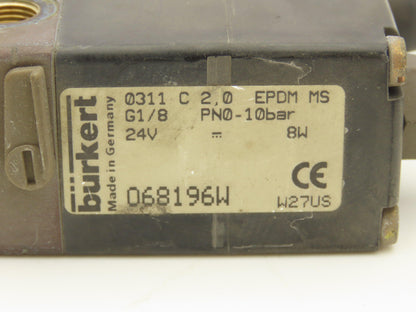 bürkert
Made in Germany
0311 C 2,0 EPDM MS
G1/8 PN0-10bar
24V ⎓ 8W
068196W
CE
W27US